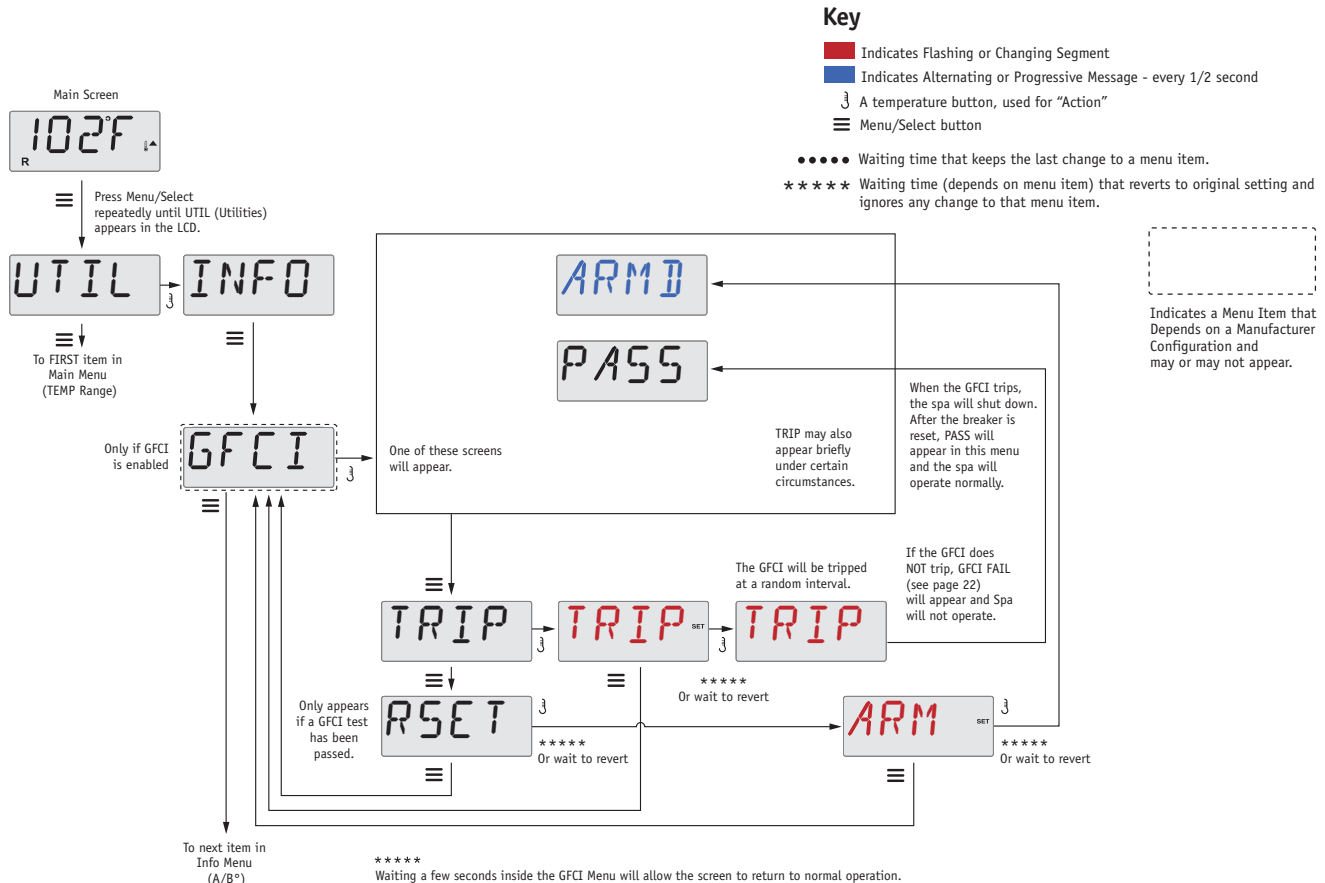 Key
Indicates Flashing or Changing Segment
Indicates Alternating or Progressive Message - every 1/2 second
A temperature button, used for “Action”
Menu/Select button
••••• Waiting time that keeps the last change to a menu item.
***** Waiting time (depends on menu item) that reverts to original setting and
ignores any change to that menu item.
Indicates a Menu Item that
Depends on a Manufacturer
Configuration and
may or may not appear.
Main Screen
102°F
R
Press Menu/Select
repeatedly until UTIL (Utilities)
appears in the LCD.
UTIL
INFO
To FIRST item in
Main Menu
(TEMP Range)
Only if GFCI
is enabled
GFCI
One of these screens
will appear.
ARMD
PASS
TRIP may also
appear briefly
under certain
circumstances.
When the GFCI trips,
the spa will shut down.
After the breaker is
reset, PASS will
appear in this menu
and the spa will
operate normally.
If the GFCI does
NOT trip, GFCI FAIL
(see page 22)
will appear and Spa
will not operate.
The GFCI will be tripped
at a random interval.
TRIP
TRIP SET
TRIP
*****
Or wait to revert
Only appears
if a GFCI test
has been
passed.
RSET
*****
Or wait to revert
ARM SET
*****
Or wait to revert
To next item in
Info Menu
(A/B°)
*****
Waiting a few seconds inside the GFCI Menu will allow the screen to return to normal operation.